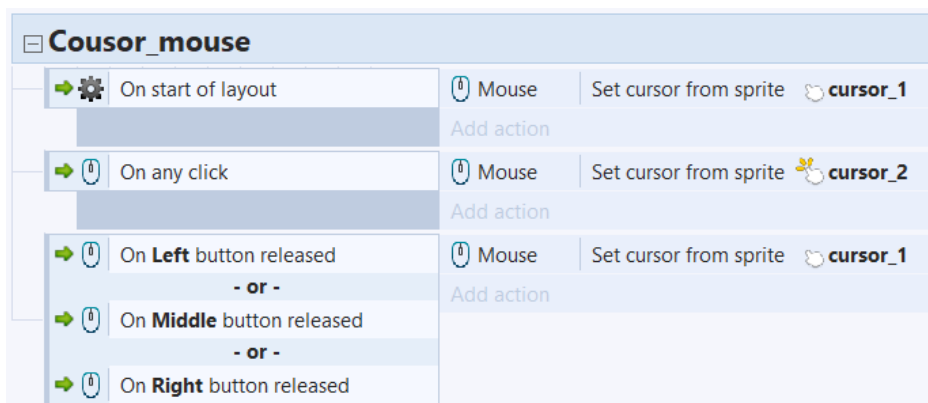 Cousor_mouse
On start of layout Mouse Set cursor from sprite cursor_1
Add action
On any click Mouse Set cursor from sprite cursor_2
Add action
On Left button released Mouse Set cursor from sprite cursor_1
- or - Add action
On Middle button released
- or -
On Right button released